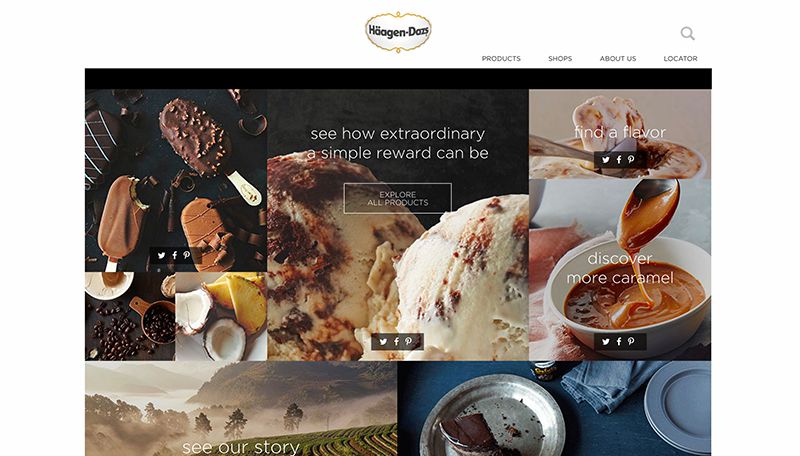 Häagen-Dazs
PRODUCTS
SHOPS
ABOUT US
LOCATOR
see how extraordinary
a simple reward can be
EXPLORE
ALL PRODUCTS
find a flavor
discover
more caramel
see our story